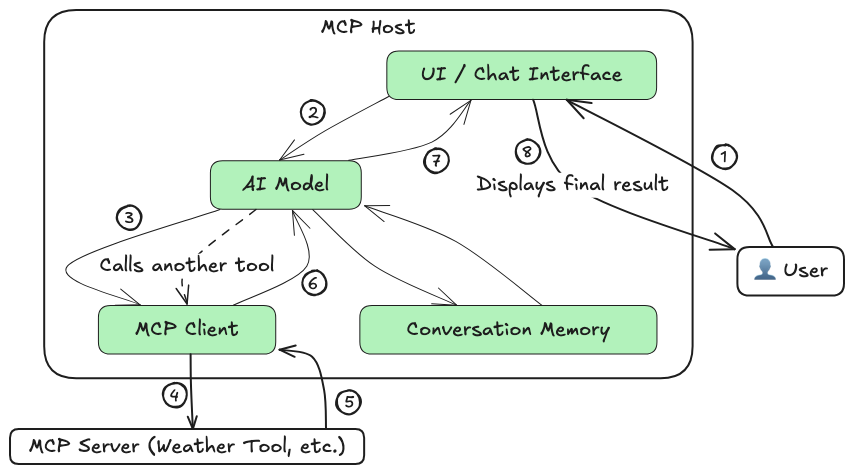 MCP Host
UI / Chat Interface
2
7
8
1
AI Model
Displays final result
3
Calls another tool
User
6
MCP Client
Conversation Memory
4
5
MCP Server (Weather Tool, etc.)